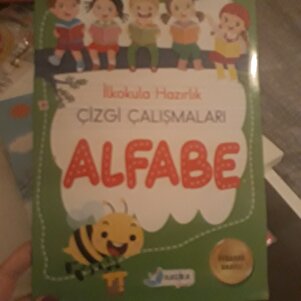 İlkokula Hazırlık
ÇİZGİ ÇALIŞMALARI
ALFABE